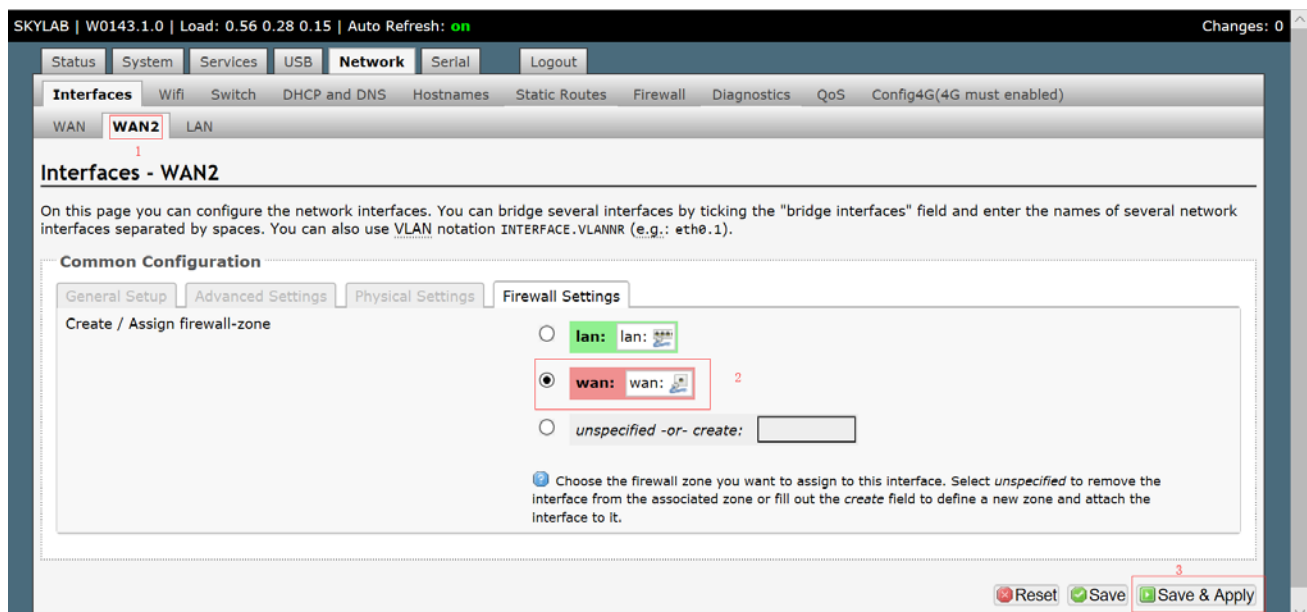 SKYLAB | W0143.1.0 | Load: 0.56 0.28 0.15 | Auto Refresh: on Changes: 0
Status System Services USB Network Serial Logout
Interfaces Wifi Switch DHCP and DNS Hostnames Static Routes Firewall Diagnostics QoS Config4G(4G must enabled)
WAN WAN2 LAN
1
Interfaces - WAN2
On this page you can configure the network interfaces. You can bridge several interfaces by ticking the "bridge interfaces" field and enter the names of several network
interfaces separated by spaces. You can also use VLAN notation INTERFACE.VLANNR (e.g.: eth0.1).
Common Configuration
General Setup Advanced Settings Physical Settings Firewall Settings
Create / Assign firewall-zone
lan: lan:
wan: wan: 2
unspecified -or- create:
Choose the firewall zone you want to assign to this interface. Select unspecified to remove the
interface from the associated zone or fill out the create field to define a new zone and attach the
interface to it.
3
Reset Save Save & Apply